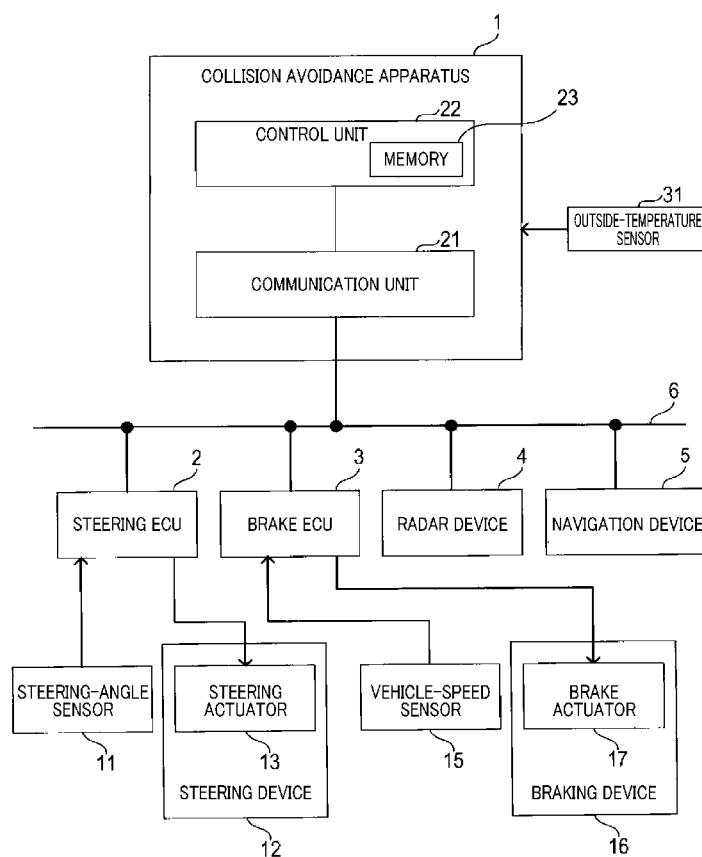 1
COLLISION AVOIDANCE APPARATUS
22
23
CONTROL UNIT
MEMORY
31
OUTSIDE-TEMPERATURE
SENSOR
21
COMMUNICATION UNIT
6
2
3
4
5
STEERING ECU
BRAKE ECU
RADAR DEVICE
NAVIGATION DEVICE
STEERING-ANGLE
SENSOR
STEERING
ACTUATOR
VEHICLE-SPEED
SENSOR
BRAKE
ACTUATOR
11
13
15
17
STEERING DEVICE
BRAKING DEVICE
12
16